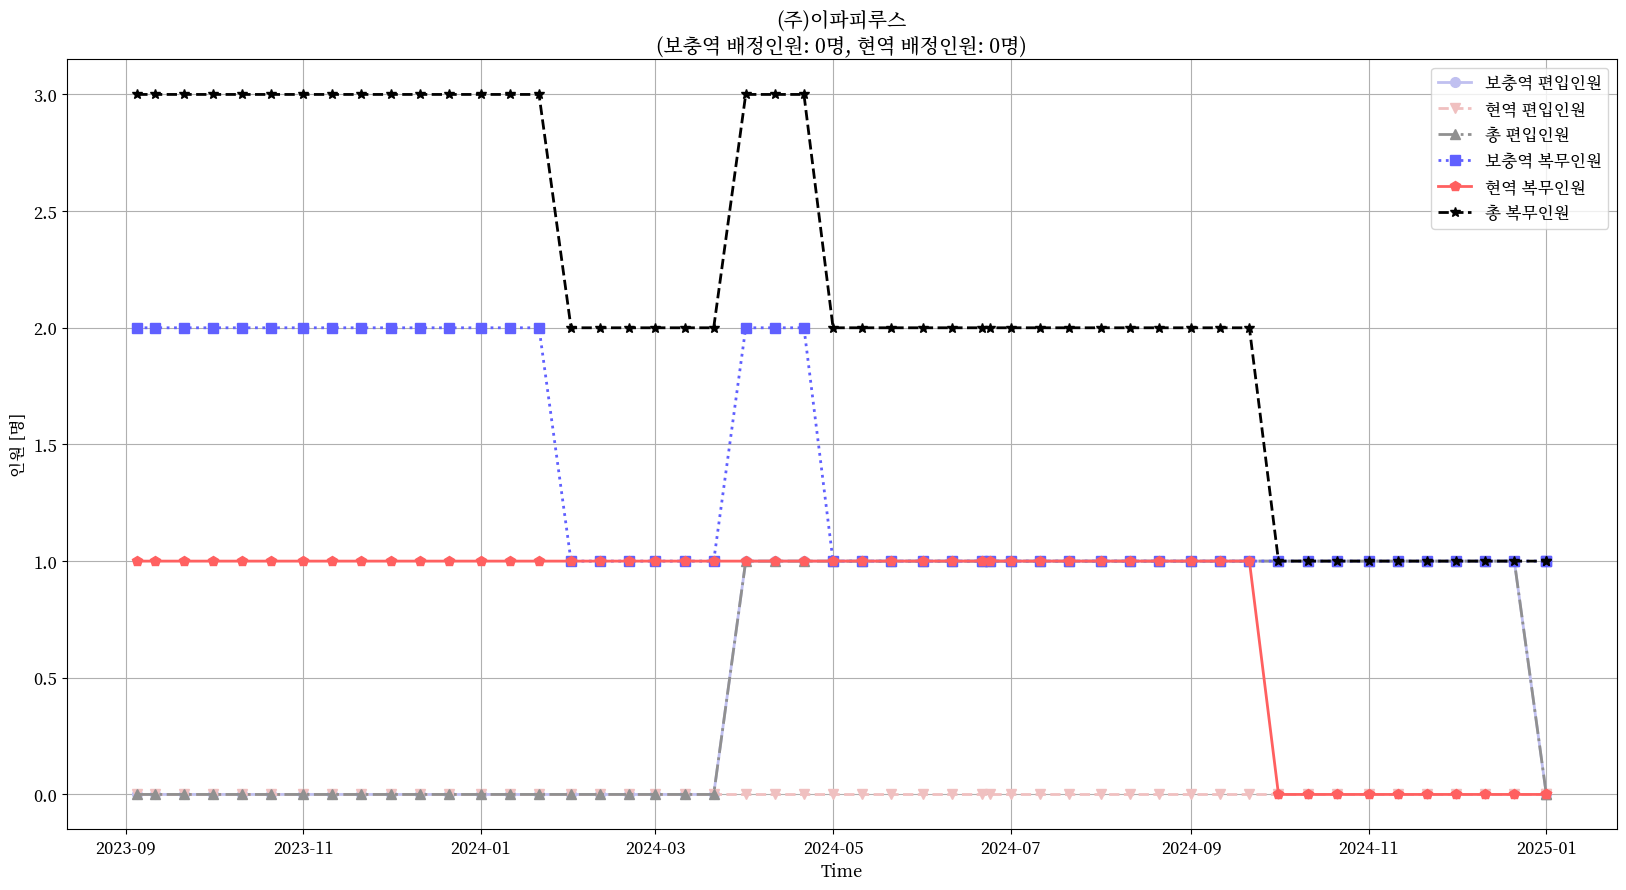 (주)이파피루스
(보충역 배정인원: 0명, 현역 배정인원: 0명)
보충역 편입인원
현역 편입인원
총 편입인원
보충역 복무인원
현역 복무인원
총 복무인원
인원 [명]
3.0
2.5
2.0
1.5
1.0
0.5
0.0
2023-09 2023-11 2024-01 2024-03 2024-05 2024-07 2024-09 2024-11 2025-01
Time